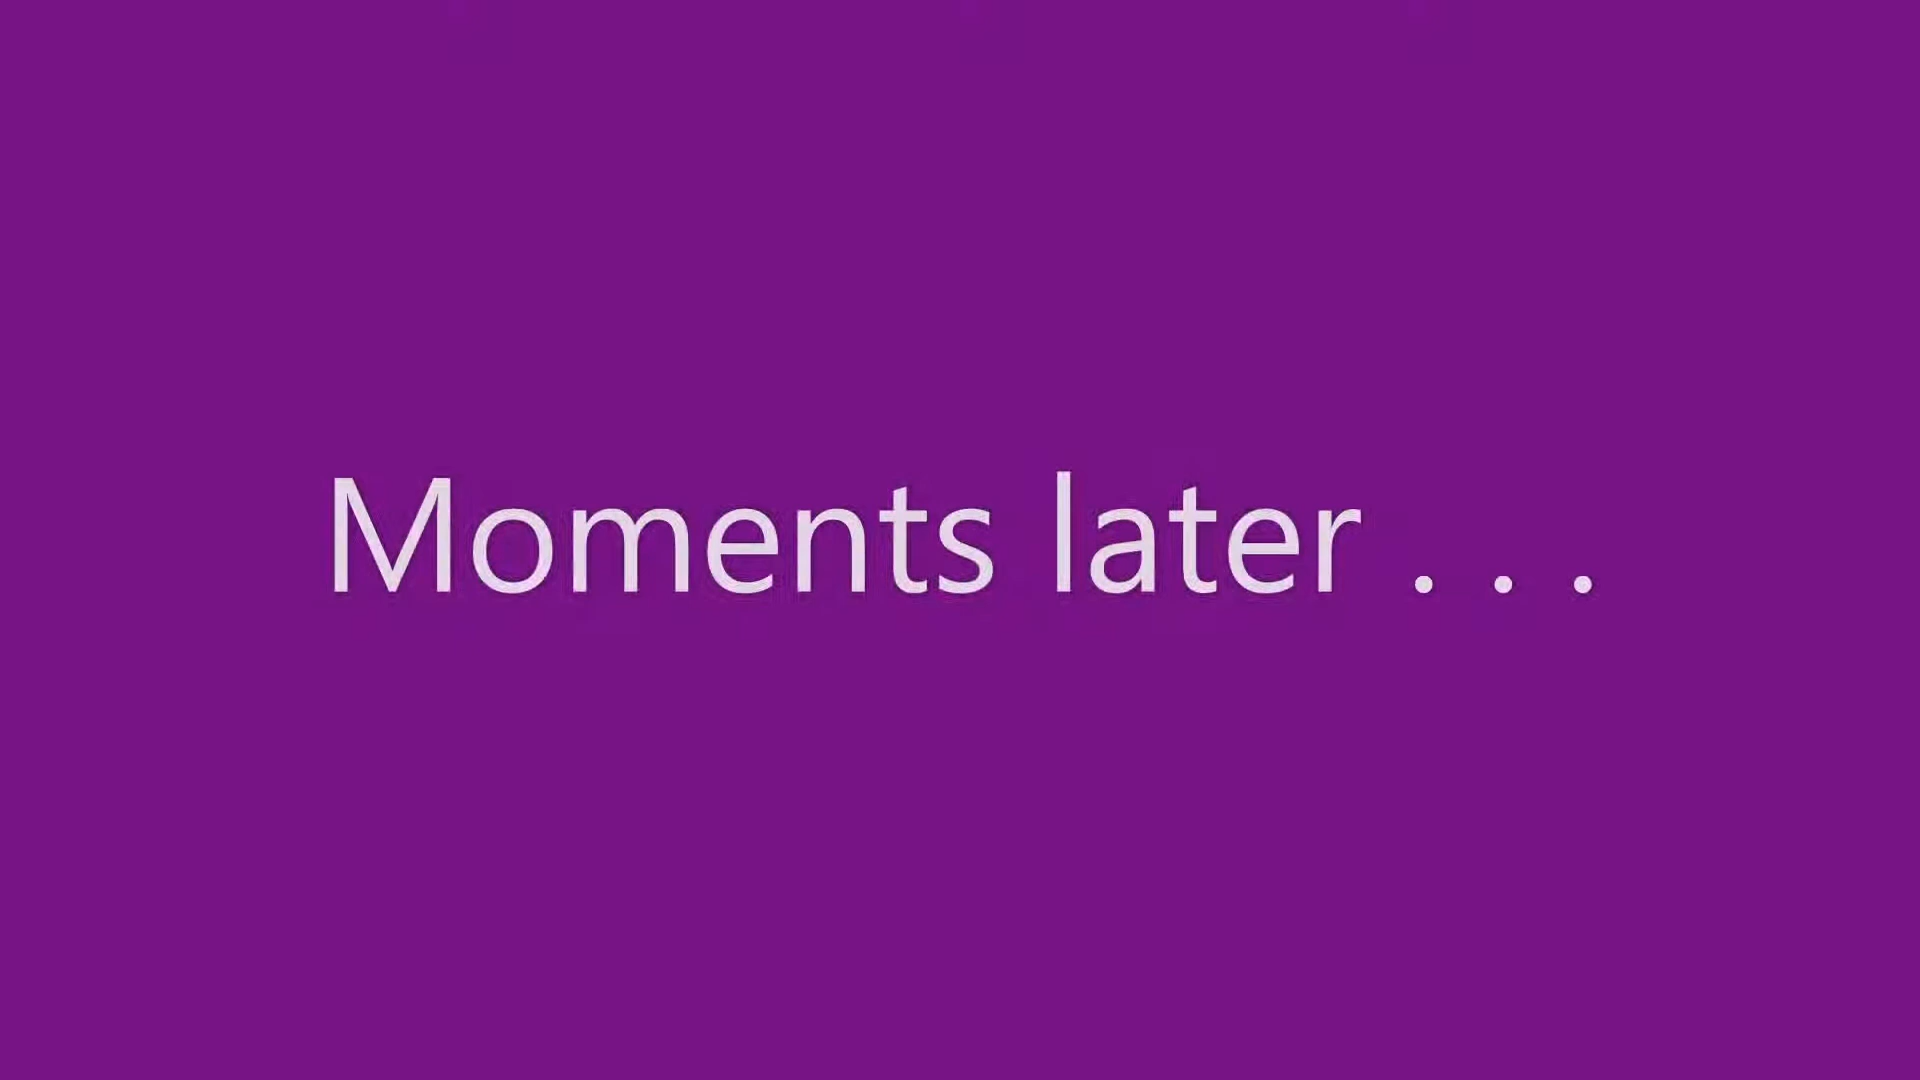 Moments later . . .